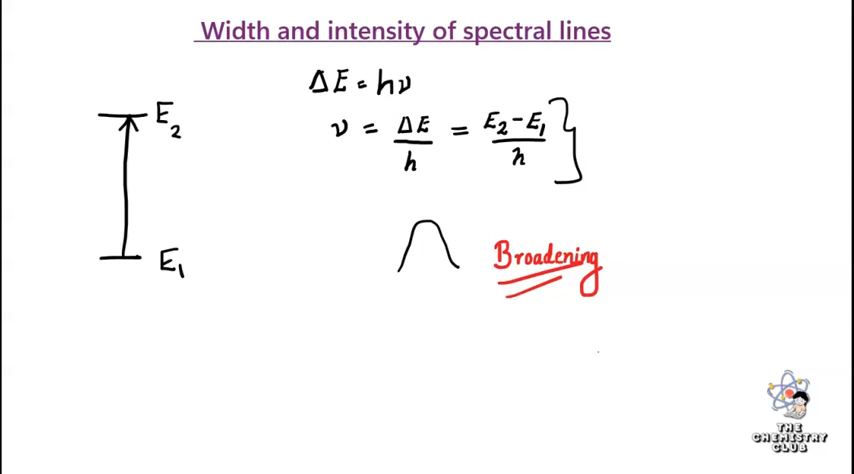 Width and intensity of spectral lines
ΔE = hν
E2
ν = ΔE/h = (E2 - E1)/h
Broadening
E1
THE
CHEMISTRY
CLUB